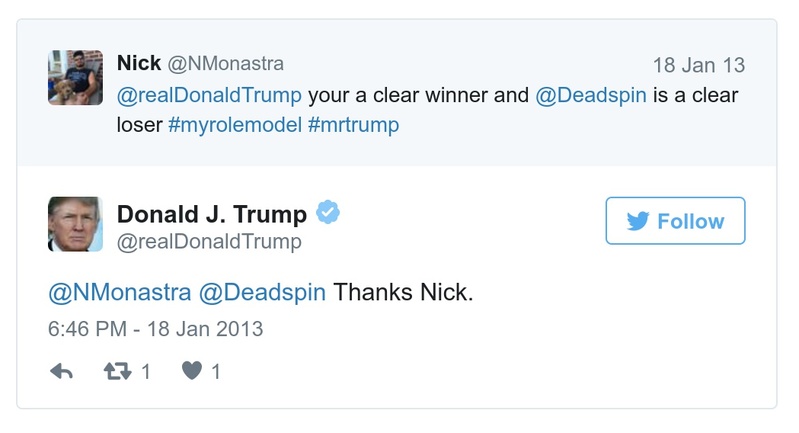 Nick @NMonastra 18 Jan 13
@realDonaldTrump your a clear winner and @Deadspin is a clear
loser #myrolemodel #mrtrump
Donald J. Trump
@realDonaldTrump
Follow
@NMonastra @Deadspin Thanks Nick.
6:46 PM - 18 Jan 2013
1 1